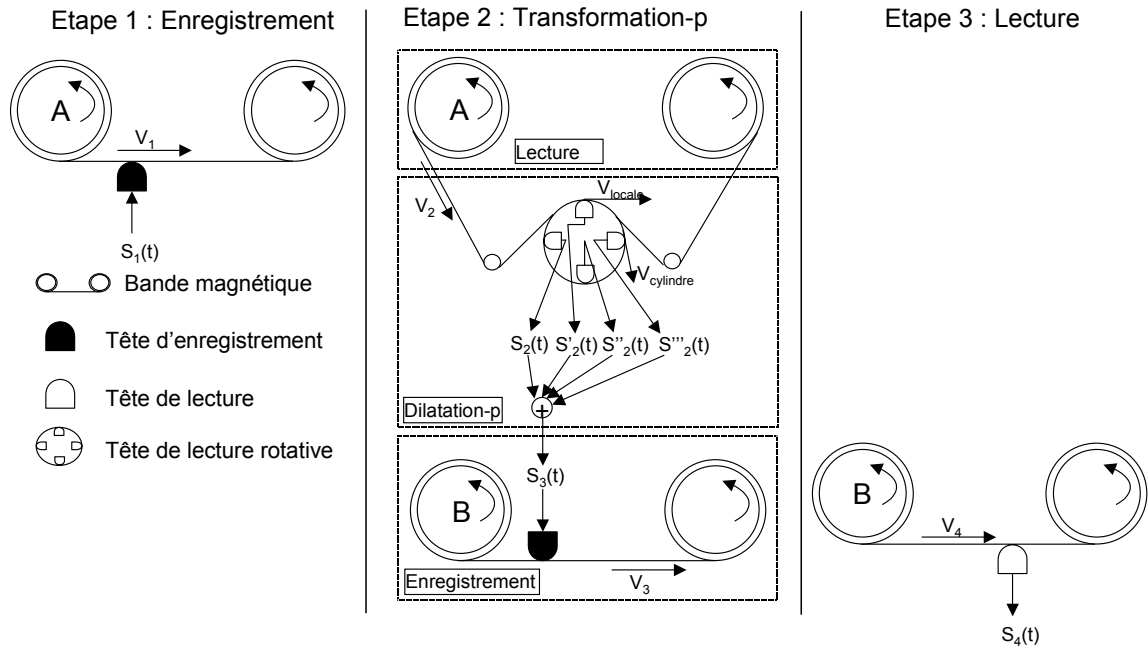 Etape 1 : Enregistrement
A
V1
S1(t)
Bande magnétique
Tête d'enregistrement
Tête de lecture
Tête de lecture rotative
Etape 2 : Transformation-p
A
Lecture
V2
Vlocale
Vcylindre
S2(t) S'2(t) S''2(t) S'''2(t)
+
Dilatation-p
S3(t)
B
Enregistrement
V3
Etape 3 : Lecture
B
V4
S4(t)